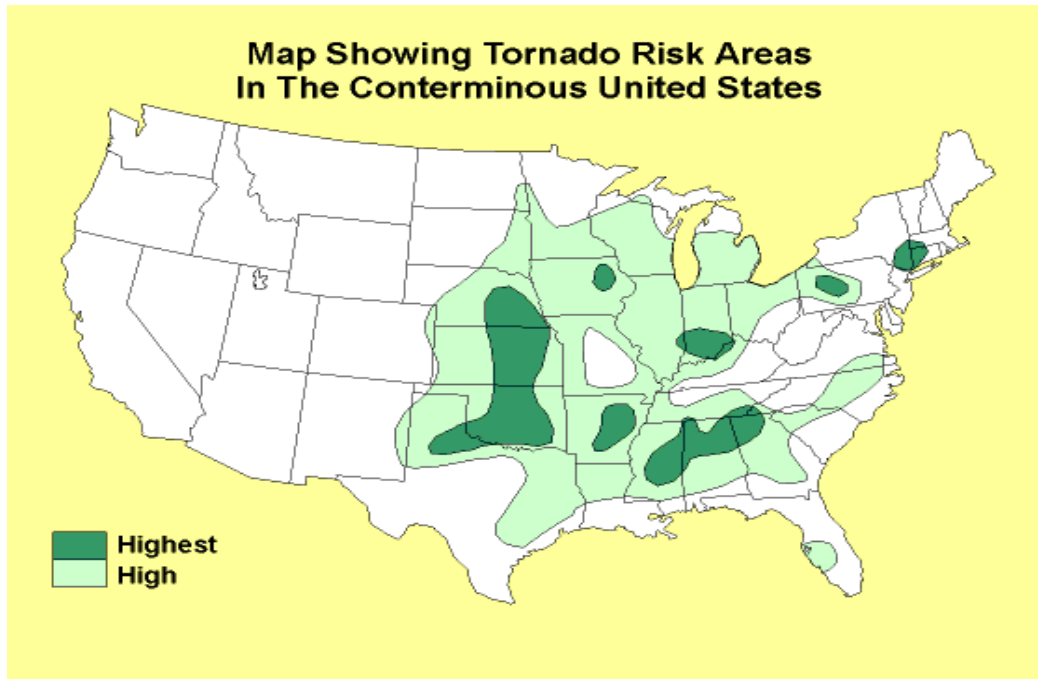 Map Showing Tornado Risk Areas
In The Conterminous United States
Highest
High